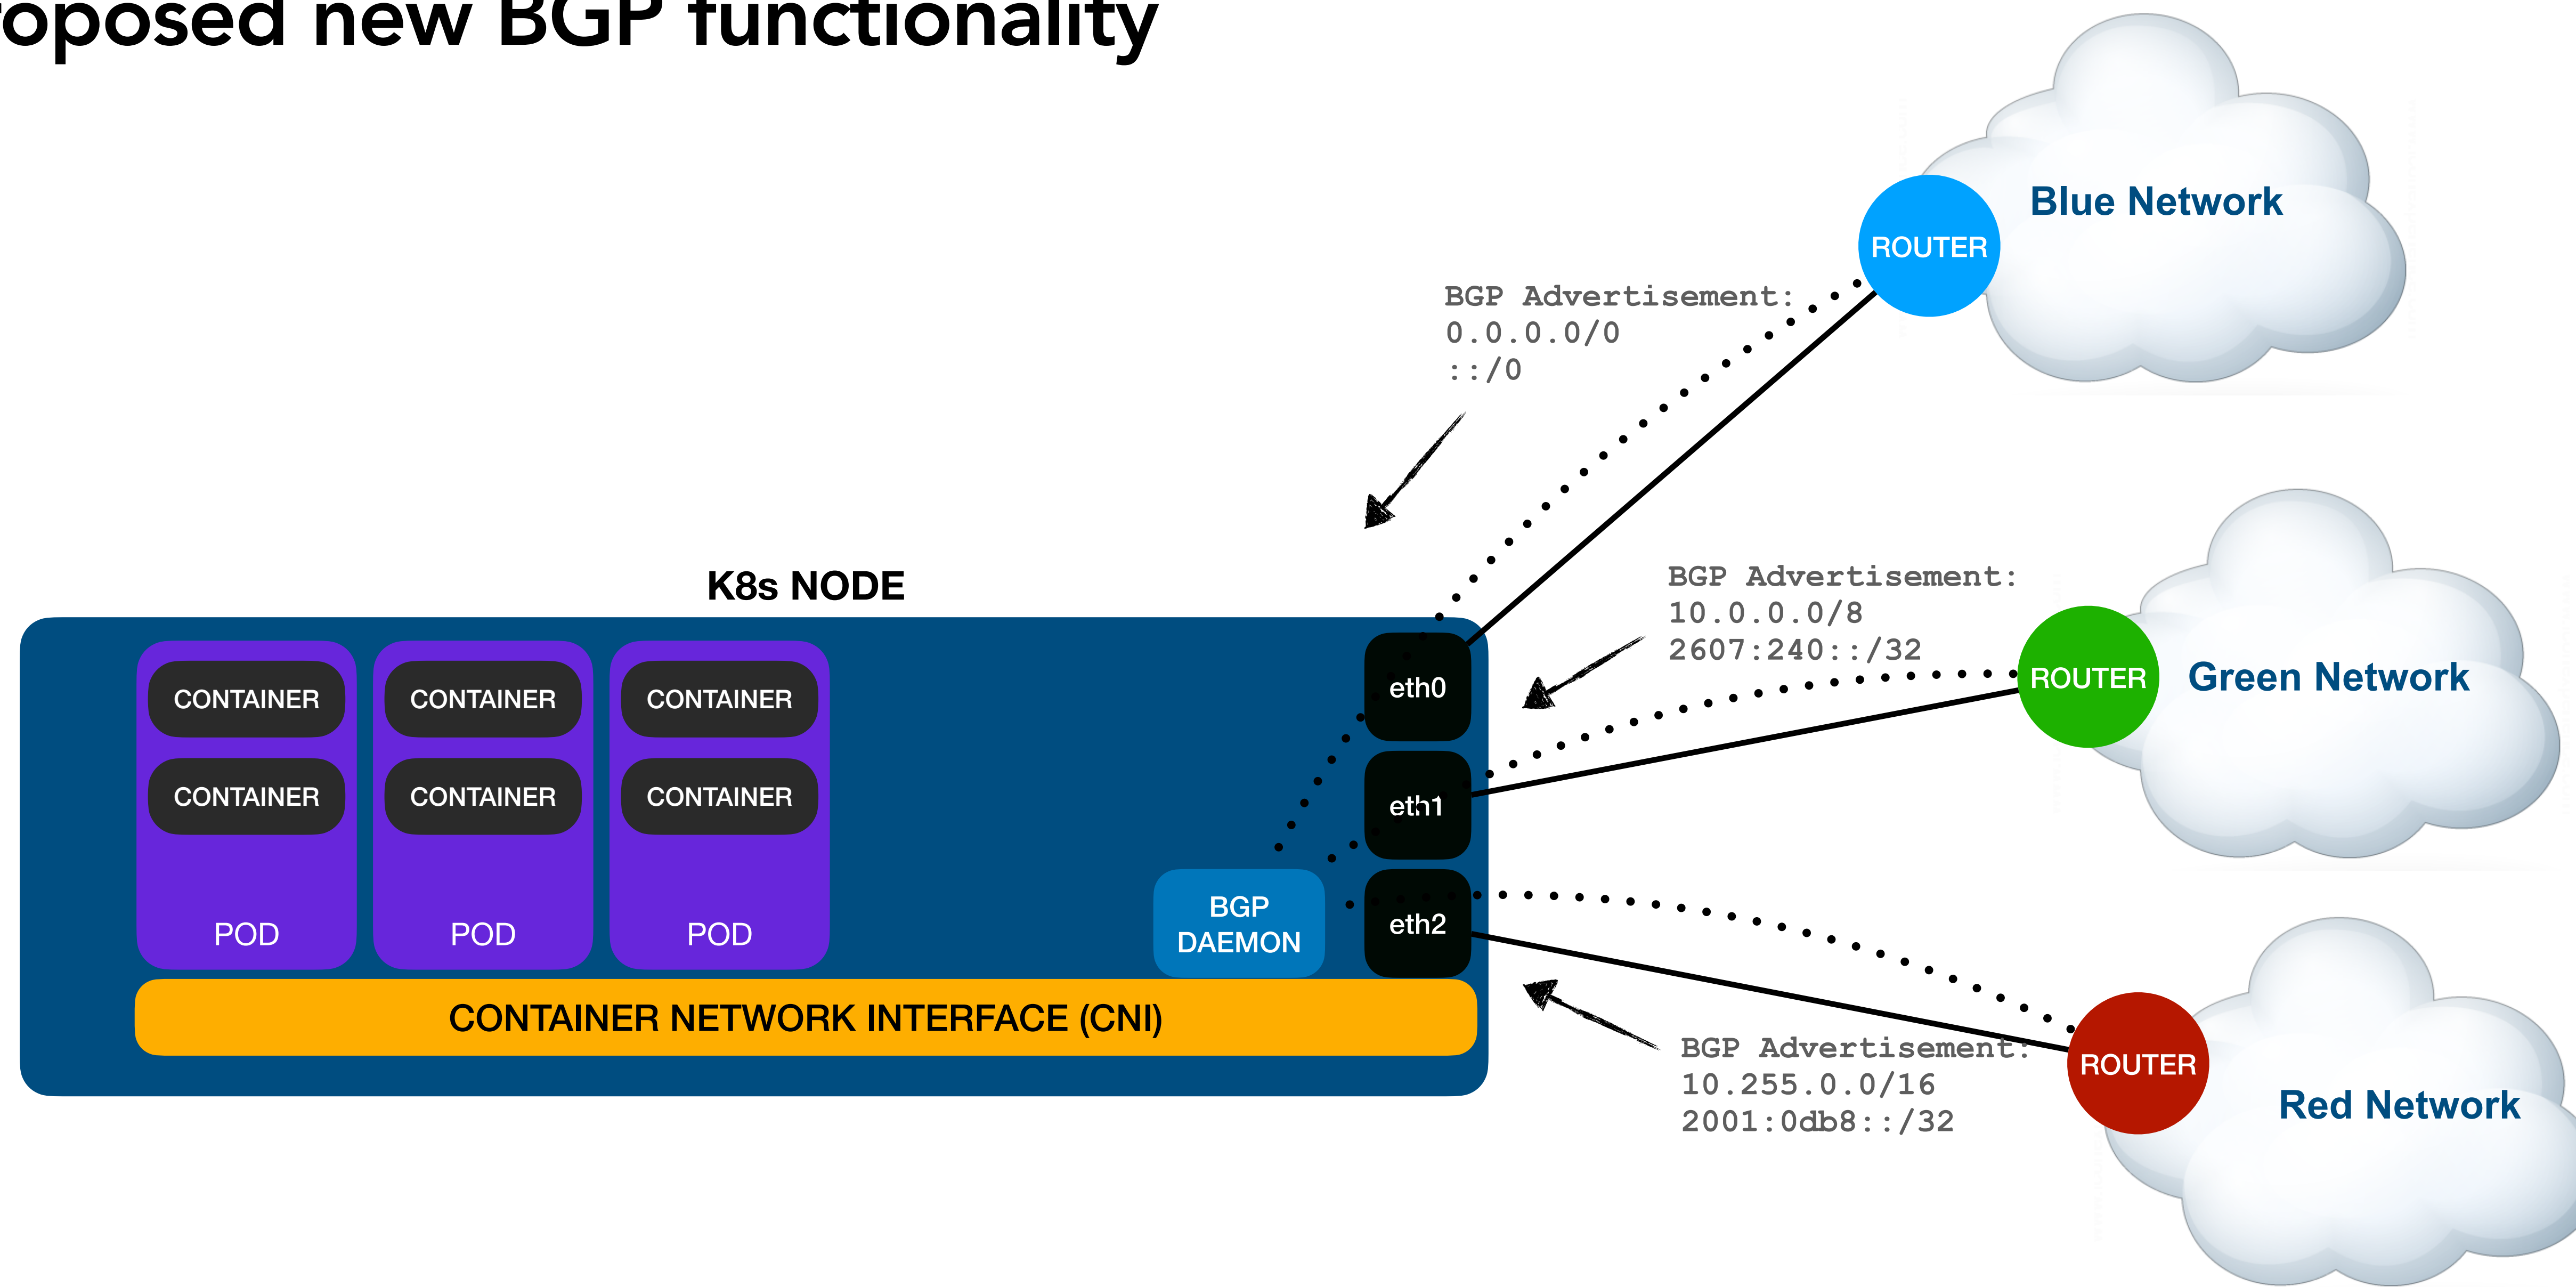 oposed new BGP functionality
Blue Network
ROUTER
BGP Advertisement:
0.0.0.0/0
::/0
BGP Advertisement:
10.0.0.0/8
2607:240::/32
ROUTER
Green Network
K8s NODE
CONTAINER
CONTAINER
POD
CONTAINER
CONTAINER
POD
CONTAINER
CONTAINER
POD
eth0
eth1
eth2
BGP
DAEMON
CONTAINER NETWORK INTERFACE (CNI)
BGP Advertisement:
10.255.0.0/16
2001:0db8::/32
ROUTER
Red Network